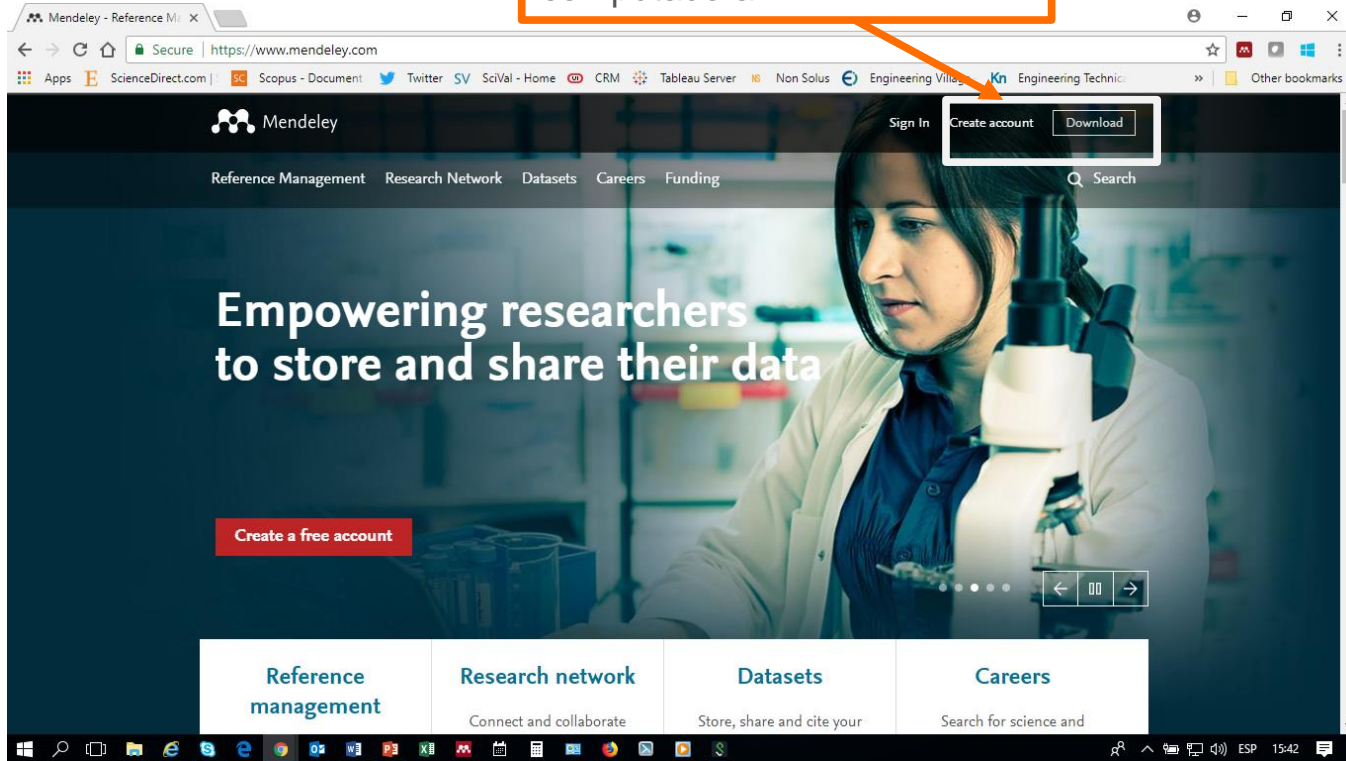 Mendeley - Reference Ma
Secure | https://www.mendeley.com
Apps ScienceDirect.com | Scopus - Document Twitter SciVal - Home CRM Tableau Server Non Solus Engineering Village Engineering Technic Other bookmarks
Mendeley
Sign In Create account Download
Reference Management Research Network Datasets Careers Funding Search
Empowering researchers
to store and share their data
Create a free account
Reference
management
Research network
Connect and collaborate
Datasets
Store, share and cite your
Careers
Search for science and
ESP 15:42